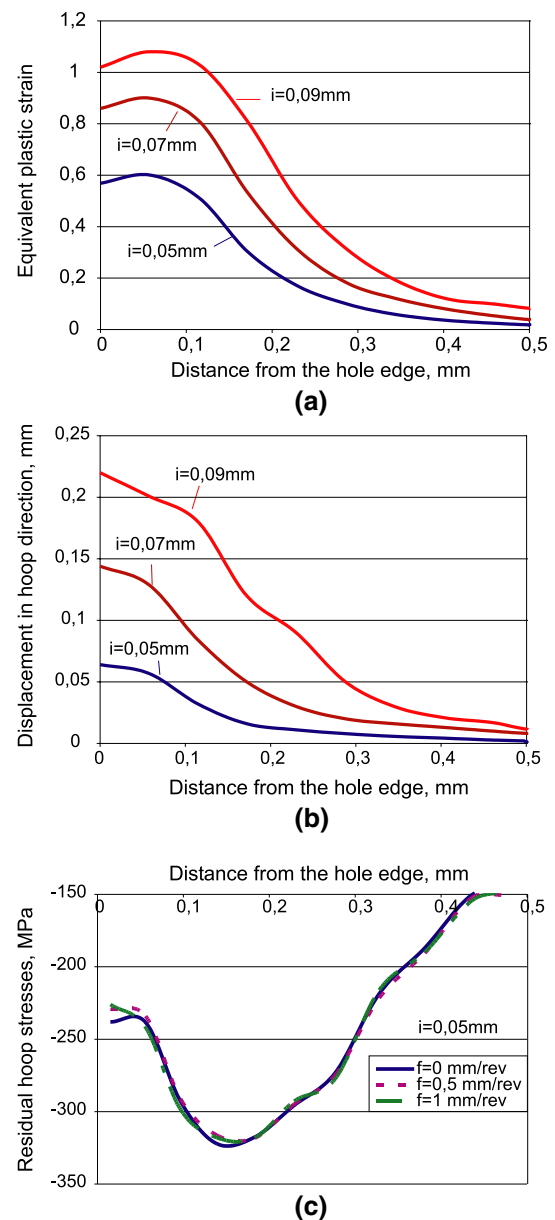 1,2
1
0,8
0,6
0,4
0,2
0
Equivalent plastic strain
i=0,09mm
i=0,07mm
i=0,05mm
0 0,1 0,2 0,3 0,4 0,5
Distance from the hole edge, mm
(a)
0,25
0,2
0,15
0,1
0,05
0
Displacement in hoop direction, mm
i=0,09mm
i=0,07mm
i=0,05mm
0 0,1 0,2 0,3 0,4 0,5
Distance from the hole edge, mm
(b)
Distance from the hole edge, mm
0 0,1 0,2 0,3 0,4 0,5
-150
-200
-250
-300
-350
Residual hoop stresses, MPa
i=0,05mm
f=0 mm/rev
f=0,5 mm/rev
f=1 mm/rev
(c)